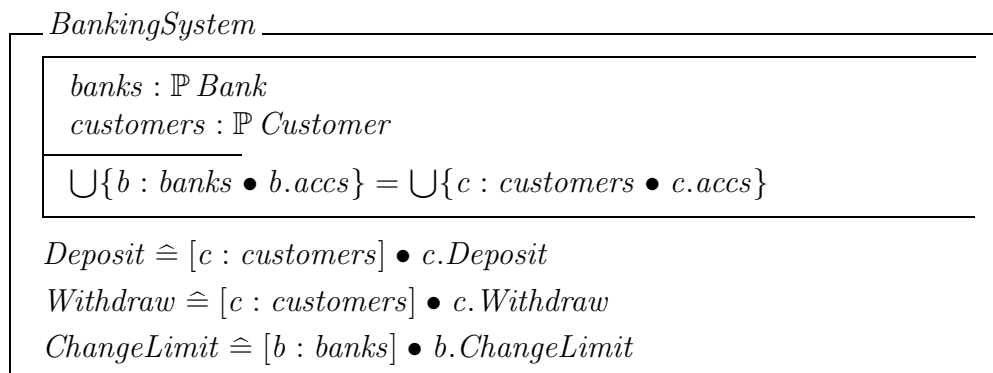 BankingSystem
banks : ℙ Bank
customers : ℙ Customer
⋃{b : banks • b.accs} = ⋃{c : customers • c.accs}
Deposit ≙ [c : customers] • c.Deposit
Withdraw ≙ [c : customers] • c.Withdraw
ChangeLimit ≙ [b : banks] • b.ChangeLimit